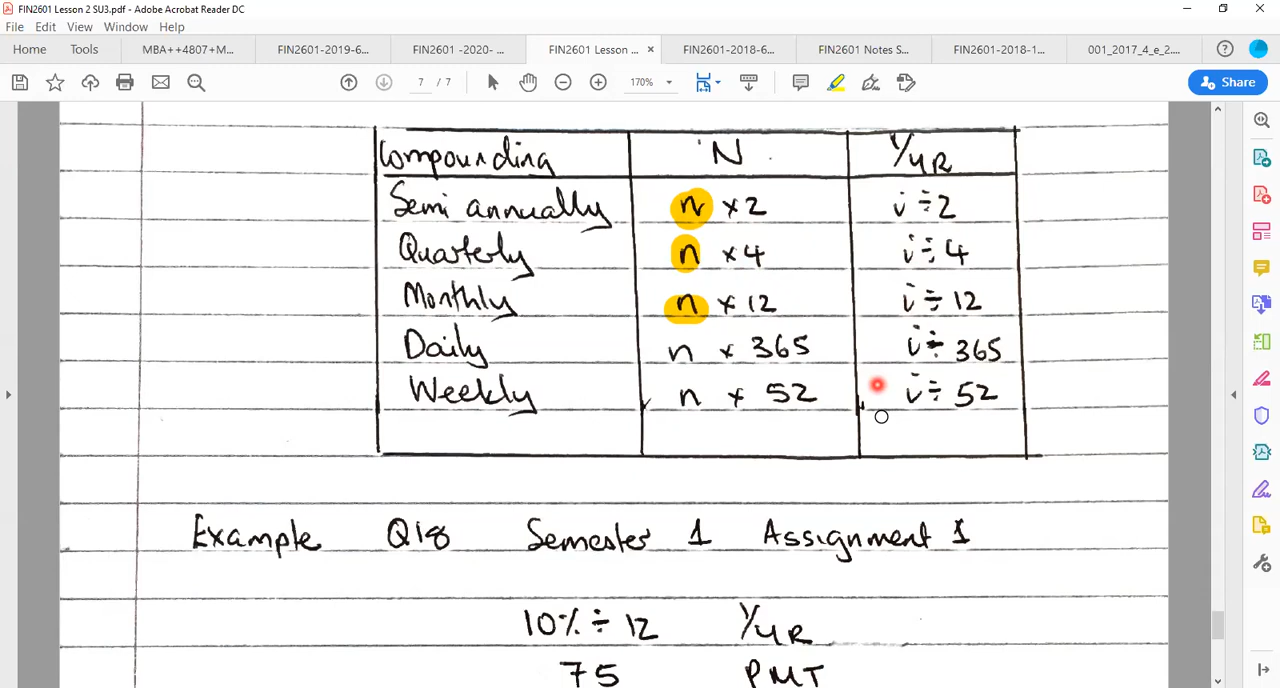 FIN2601 Lesson 2 SU3.pdf - Adobe Acrobat Reader DC
File Edit View Window Help
Home Tools MBA++4807+M... FIN2601-2019-6... FIN2601 -2020- ... FIN2601 Lesson ... × FIN2601-2018-6... FIN2601 Notes S... FIN2601-2018-1... 001_2017_4_e_2....
7 / 7 170% Share
Compounding N I/YR
Semi annually n × 2 i ÷ 2
Quarterly n × 4 i ÷ 4
Monthly n × 12 i ÷ 12
Daily n × 365 i ÷ 365
Weekly n × 52 i ÷ 52
Example Q18 Semester 1 Assignment 1
10% ÷ 12 I/YR
75 PMT